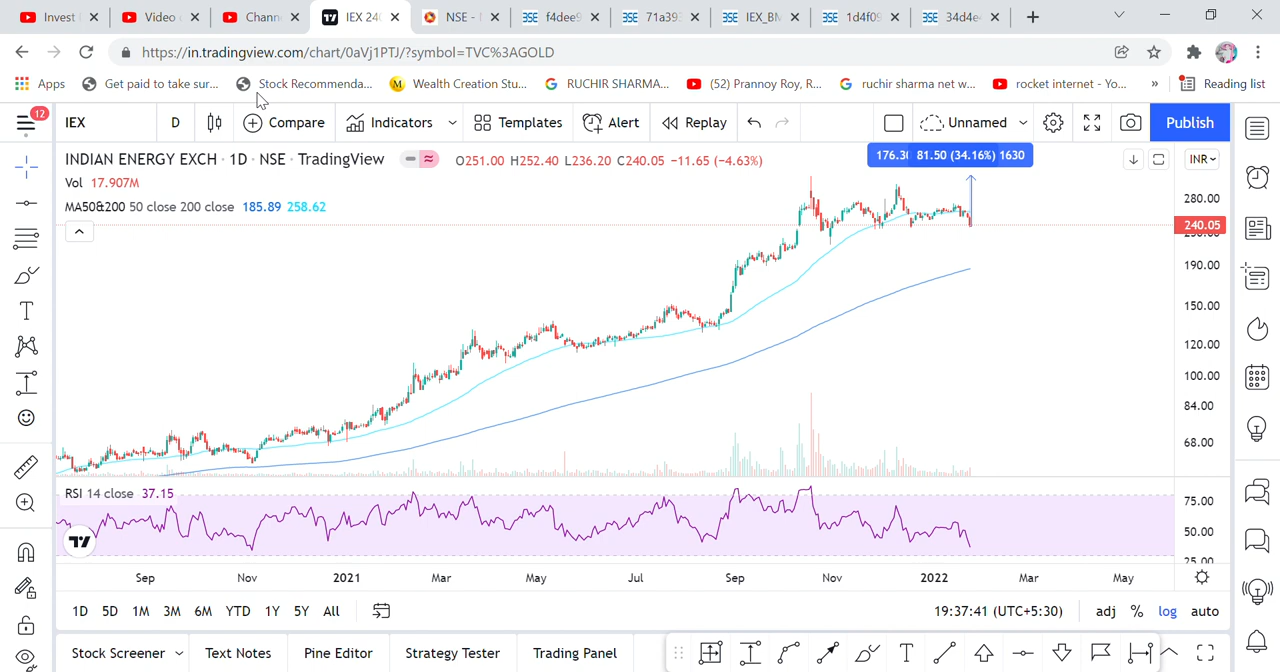 Invest
Video
Chann
IEX 24
NSE -
f4dee9
71a39
IEX_BM
1d4f09
34d4e
https://in.tradingview.com/chart/0aVj1PTJ/?symbol=TVC%3AGOLD
Apps
Get paid to take sur...
Stock Recommenda...
Wealth Creation Stu...
RUCHIR SHARMA...
(52) Prannoy Roy, R...
ruchir sharma net w...
rocket internet - Yo...
»
Reading list
12
IEX
D
Compare
Indicators
Templates
Alert
Replay
Unnamed
Publish
INDIAN ENERGY EXCH · 1D · NSE · TradingView
O251.00 H252.40 L236.20 C240.05 −11.65 (−4.63%)
81.50 (34.16%) 1630
INR
Vol 17.907M
MA50&200 50 close 200 close 185.89 258.62
280.00
240.05
190.00
150.00
120.00
100.00
84.00
68.00
RSI 14 close 37.15
75.00
50.00
25.00
Sep
Nov
2021
Mar
May
Jul
Sep
Nov
2022
Mar
May
1D 5D 1M 3M 6M YTD 1Y 5Y All
19:37:41 (UTC+5:30)
adj % log auto
Stock Screener
Text Notes
Pine Editor
Strategy Tester
Trading Panel